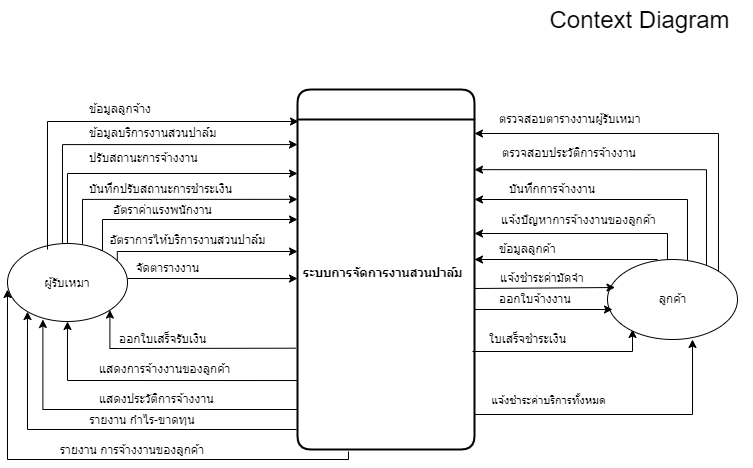 Context Diagram
ข้อมูลลูกจ้าง
ข้อมูลบริการงานสวนปาล์ม
ปรับสถานะการจ้างงาน
บันทึกปรับสถานะการชำระเงิน
อัตราค่าแรงพนักงาน
อัตราการให้บริการงานสวนปาล์ม
จัดตารางงาน
ผู้รับเหมา
ออกใบเสร็จรับเงิน
แสดงการจ้างงานของลูกค้า
แสดงประวัติการจ้างงาน
รายงาน กำไร-ขาดทุน
รายงาน การจ้างงานของลูกค้า
ระบบการจัดการงานสวนปาล์ม
ตรวจสอบตารางงานผู้รับเหมา
ตรวจสอบประวัติการจ้างงาน
บันทึกการจ้างงาน
แจ้งปัญหาการจ้างงานของลูกค้า
ข้อมูลลูกค้า
แจ้งชำระค่ามัดจำ
ออกใบจ้างงาน
ลูกค้า
ใบเสร็จชำระเงิน
แจ้งชำระค่าบริการทั้งหมด